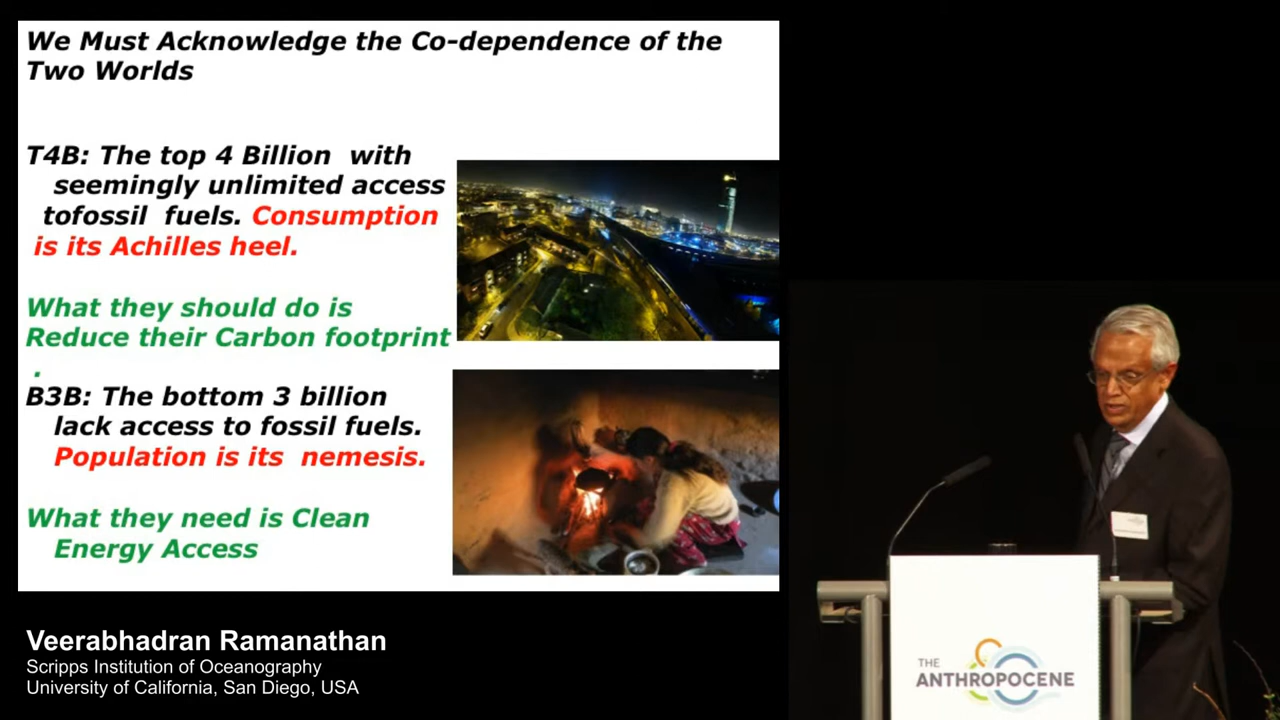 We Must Acknowledge the Co-dependence of the
Two Worlds
T4B: The top 4 Billion with
seemingly unlimited access
tofossil fuels. Consumption
is its Achilles heel.
What they should do is
Reduce their Carbon footprint
.
B3B: The bottom 3 billion
lack access to fossil fuels.
Population is its nemesis.
What they need is Clean
Energy Access
Veerabhadran Ramanathan
Scripps Institution of Oceanography
University of California, San Diego, USA
THE
ANTHROPOCENE